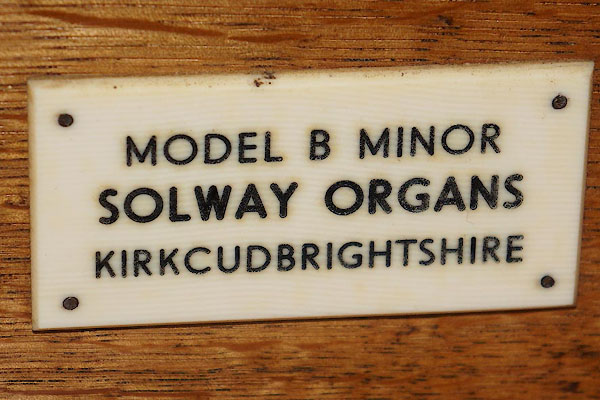 MODEL B MINOR
SOLWAY ORGANS
KIRKCUDBRIGHTSHIRE